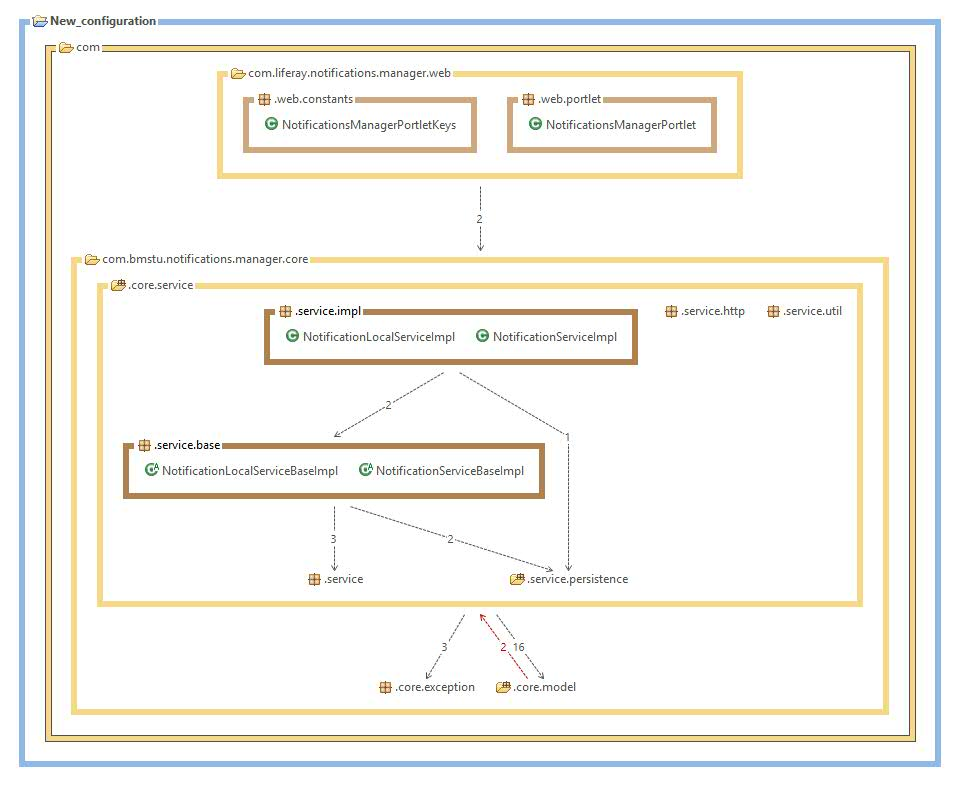 New_configuration
com
com.liferay.notifications.manager.web
.web.constants
.web.portlet
NotificationsManagerPortletKeys
NotificationsManagerPortlet
2
com.bmstu.notifications.manager.core
.core.service
.service.impl
.service.http
.service.util
NotificationLocalServiceImpl
NotificationServiceImpl
2
1
.service.base
NotificationLocalServiceBaseImpl
NotificationServiceBaseImpl
3
2
.service
.service.persistence
3
2
16
.core.exception
.core.model